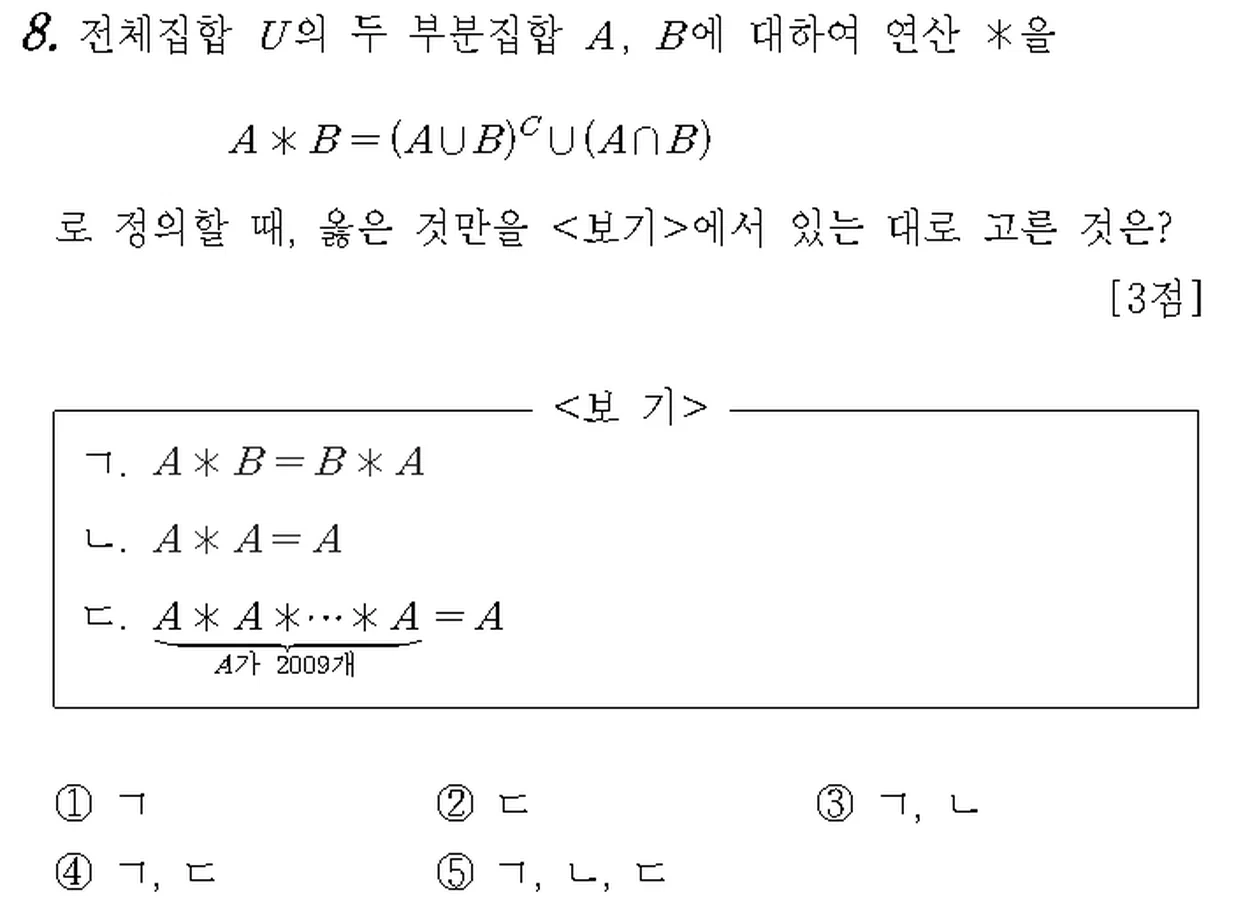 8. 전체집합 U의 두 부분집합 A, B에 대하여 연산 ∗을
A∗B=(A∪B)^C∪(A∩B)
로 정의할 때, 옳은 것만을 <보기>에서 있는 대로 고른 것은?
[3점]
<보 기>
ㄱ. A∗B=B∗A
ㄴ. A∗A=A
ㄷ. A∗A∗⋯∗A=A
A가 2009개
① ㄱ ② ㄷ ③ ㄱ, ㄴ
④ ㄱ, ㄷ ⑤ ㄱ, ㄴ, ㄷ